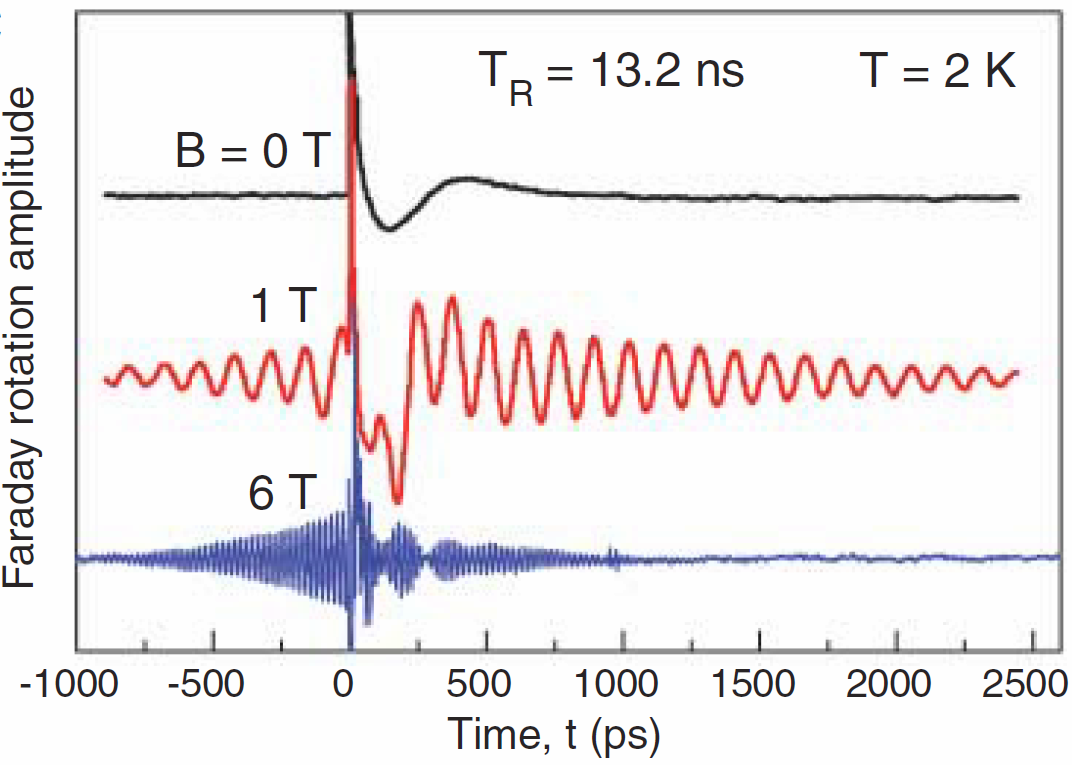 Faraday rotation amplitude
T_R = 13.2 ns
T = 2 K
B = 0 T
1 T
6 T
-1000 -500 0 500 1000 1500 2000 2500
Time, t (ps)